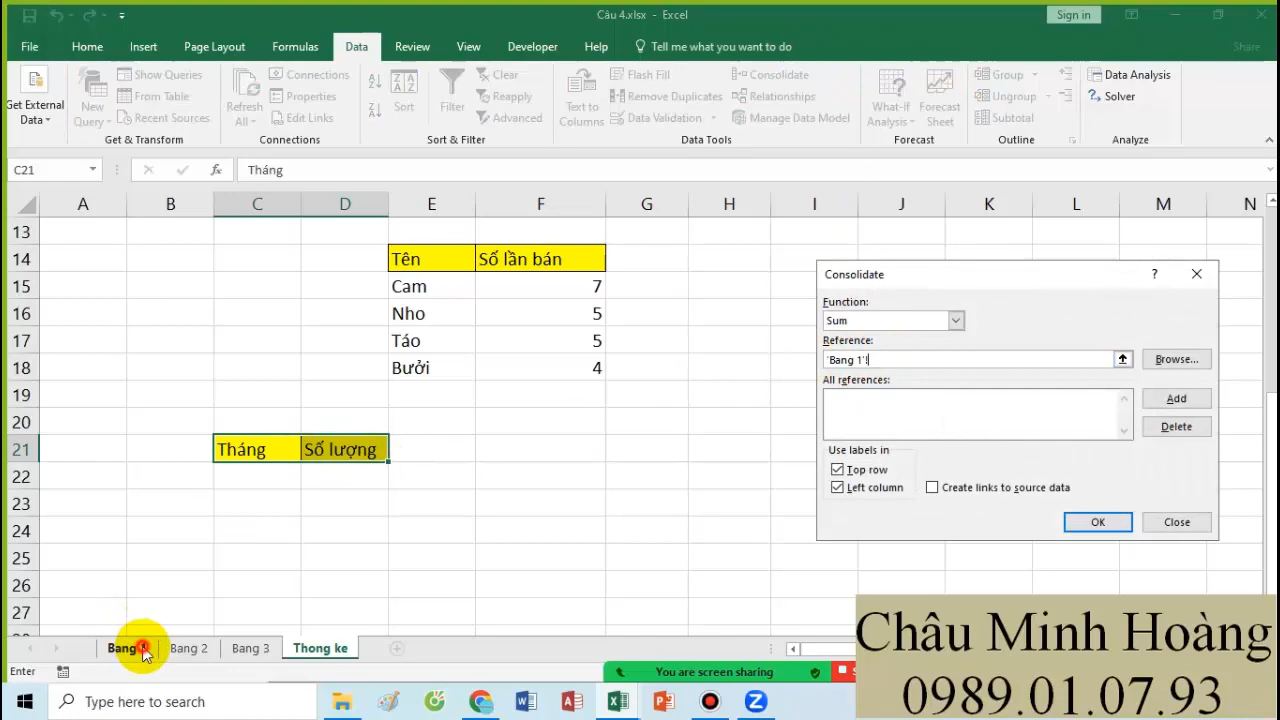 Câu 4.xlsx - Excel
Sign in
File Home Insert Page Layout Formulas Data Review View Developer Help Tell me what you want to do Share
Get External Data
New Query
Show Queries
From Table
Recent Sources
Get & Transform
Refresh All
Connections
Properties
Edit Links
Connections
Sort
Filter
Clear
Reapply
Advanced
Sort & Filter
Text to Columns
Flash Fill
Remove Duplicates
Data Validation
Consolidate
Relationships
Manage Data Model
Data Tools
What-If Analysis
Forecast Sheet
Forecast
Group
Ungroup
Subtotal
Outline
Data Analysis
Solver
Analyze
C21 fx Tháng
A B C D E F G H I J K L M N
13
14 Tên Số lần bán
15 Cam 7
16 Nho 5
17 Táo 5
18 Bưởi 4
19
20
21 Tháng Số lượng
22
23
24
25
26
27
Consolidate ?
Function:
Sum
Reference:
'Bang 1'!
Browse...
All references:
Add
Delete
Use labels in
Top row
Left column
Create links to source data
OK Close
Bang Bang 2 Bang 3 Thong ke
Enter
You are screen sharing
Châu Minh Hoàng
0989.01.07.93
Type here to search